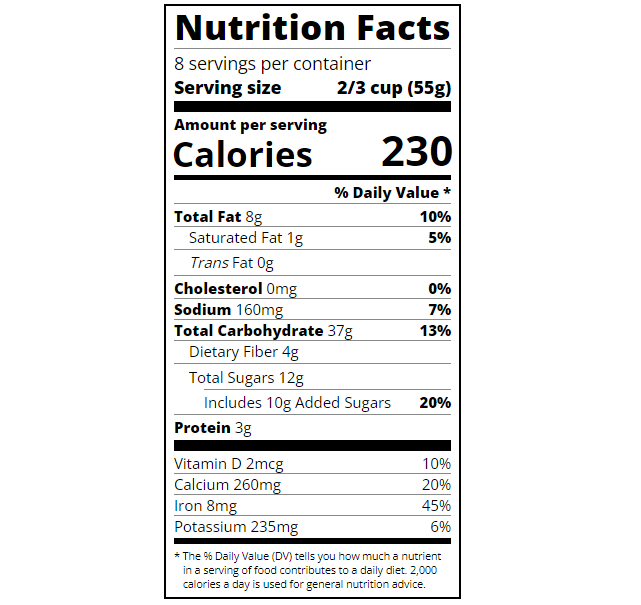 Nutrition Facts
8 servings per container
Serving size 2/3 cup (55g)
Amount per serving
Calories 230
% Daily Value *
Total Fat 8g 10%
Saturated Fat 1g 5%
Trans Fat 0g
Cholesterol 0mg 0%
Sodium 160mg 7%
Total Carbohydrate 37g 13%
Dietary Fiber 4g
Total Sugars 12g
Includes 10g Added Sugars 20%
Protein 3g
Vitamin D 2mcg 10%
Calcium 260mg 20%
Iron 8mg 45%
Potassium 235mg 6%
* The % Daily Value (DV) tells you how much a nutrient
in a serving of food contributes to a daily diet. 2,000
calories a day is used for general nutrition advice.